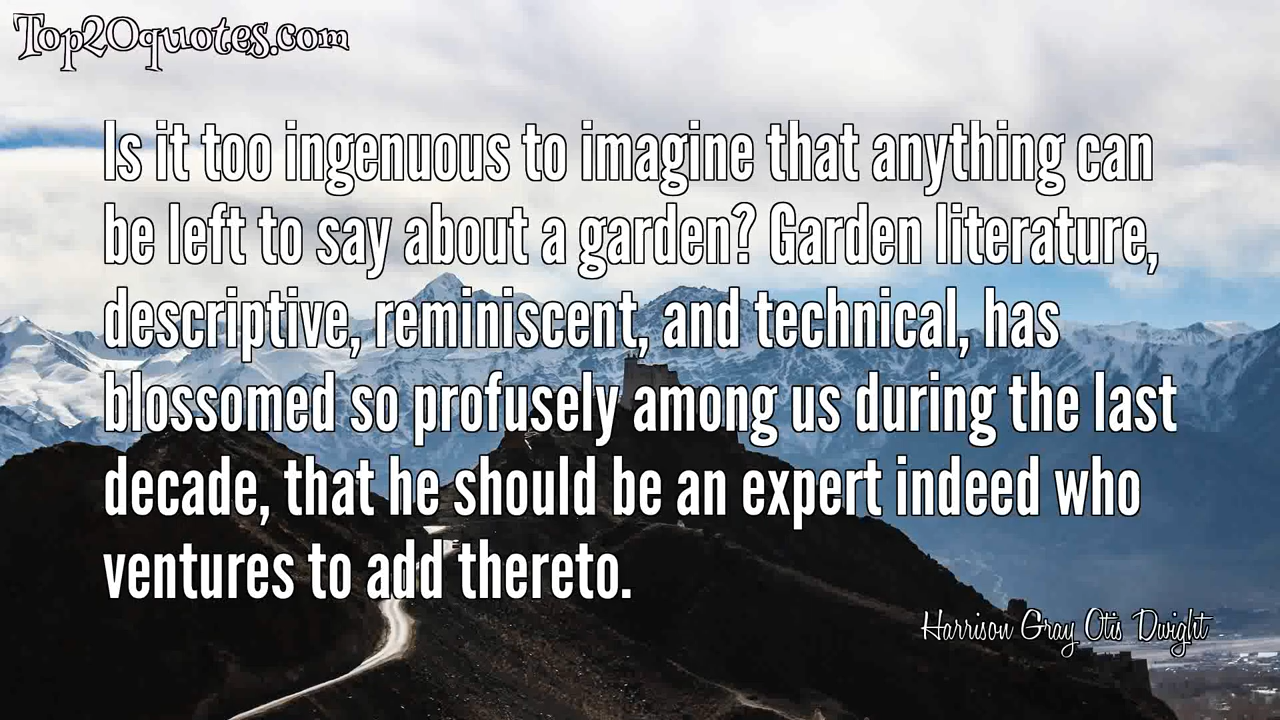 Top20quotes.com
Is it too ingenuous to imagine that anything can
be left to say about a garden? Garden literature,
descriptive, reminiscent, and technical, has
blossomed so profusely among us during the last
decade, that he should be an expert indeed who
ventures to add thereto.
Harrison Gray Otis Dwight